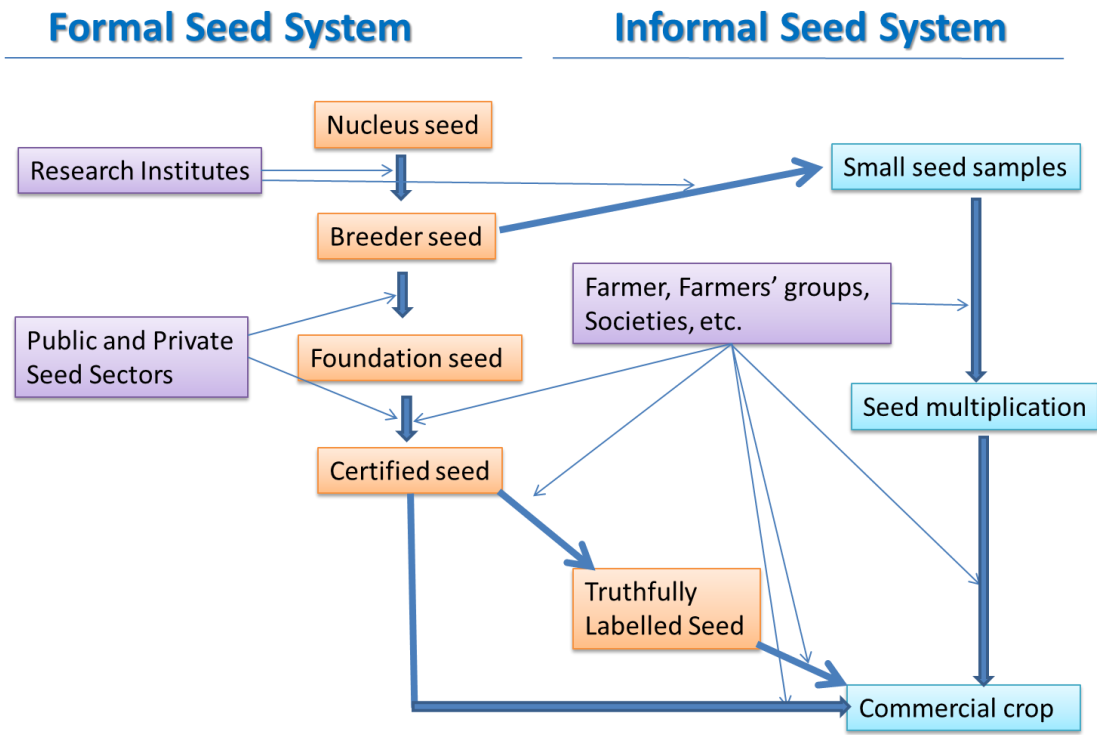 Formal Seed System
Informal Seed System
Nucleus seed
Research Institutes
Small seed samples
Breeder seed
Farmer, Farmers’ groups,
Societies, etc.
Public and Private
Seed Sectors
Foundation seed
Seed multiplication
Certified seed
Truthfully
Labelled Seed
Commercial crop